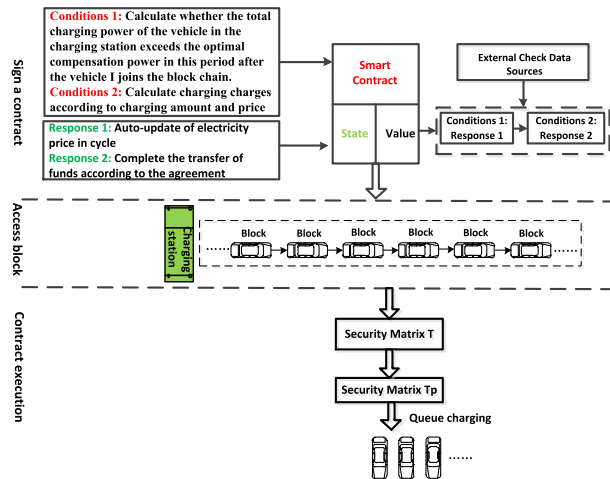 Sign a contract
Conditions 1: Calculate whether the total
charging power of the vehicle in the
charging station exceeds the optimal
compensation power in this period after
the vehicle I joins the block chain.
Conditions 2: Calculate charging charges
according to charging amount and price
Response 1: Auto-update of electricity
price in cycle
Response 2: Complete the transfer of
funds according to the agreement
Smart
Contract
State
Value
External Check Data
Sources
Conditions 1:
Response 1
Conditions 2:
Response 2
Access block
Charging
station
Block
Block
Block
Block
Block
Block
······
······
Contract execution
Security Matrix T
Security Matrix Tp
Queue charging
······